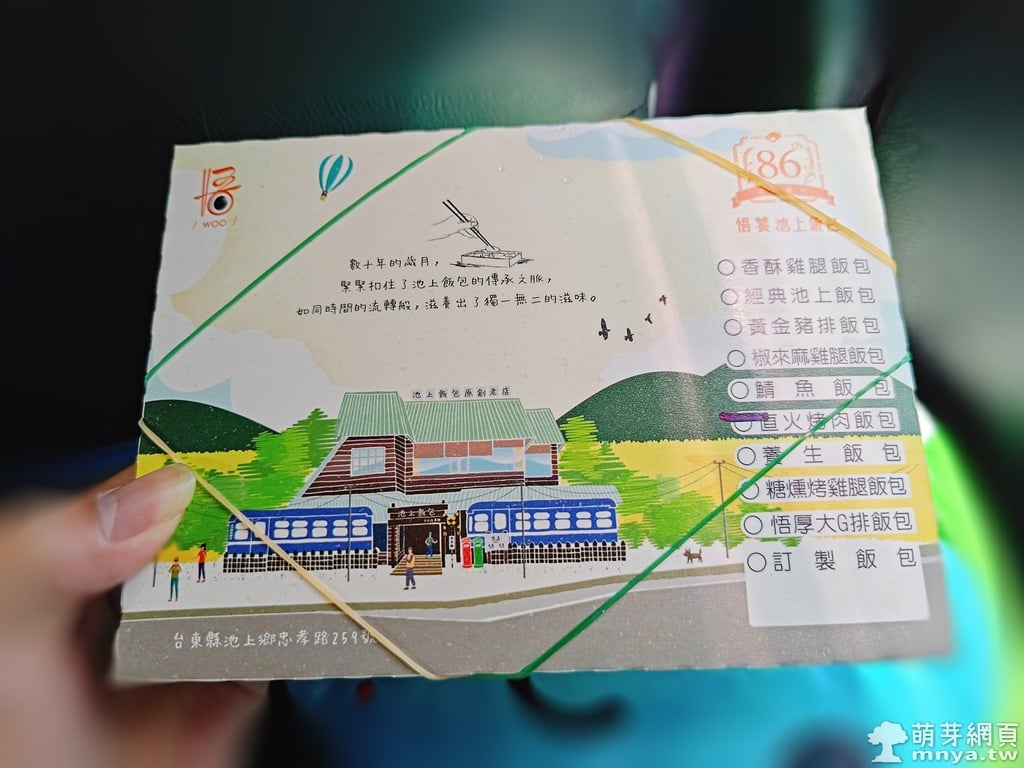 悟
/ WOO /
數十年的歲月，
緊緊扣住了池上飯包的傳承之脈，
如同時間的流轉般，滋養出了獨一無二的滋味。
86th
悟饕池上飯包
香酥雞腿飯包
經典池上飯包
黃金豬排飯包
椒來麻雞腿飯包
鯖魚飯包
直火烤肉飯包
養生飯包
糖燻烤雞腿飯包
悟厚大G排飯包
訂製飯包
池上飯包原創老店
池上飯包
台東縣池上鄉忠孝路259號
萌芽網頁
mnya.tw